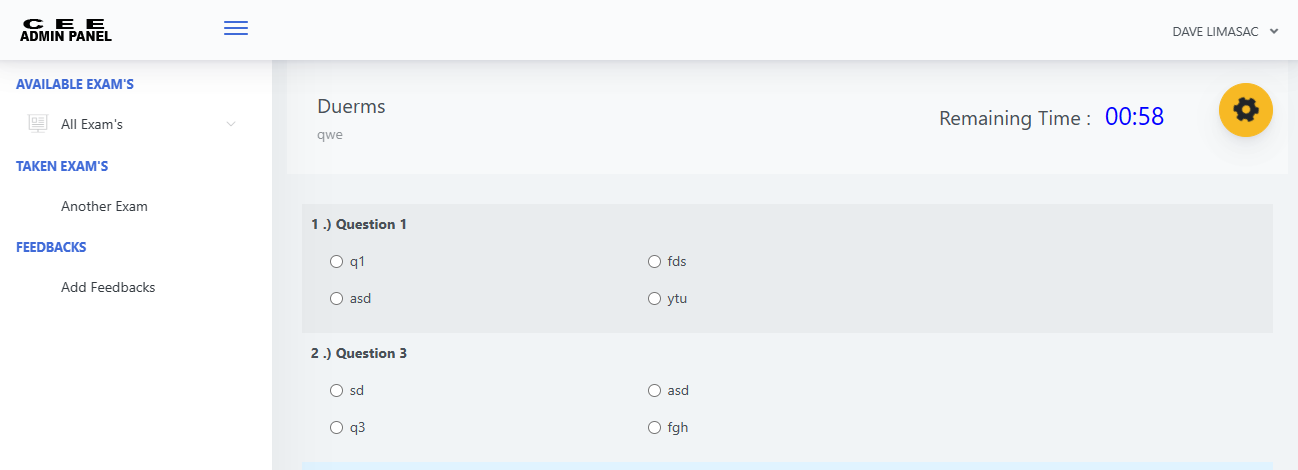 CEE
ADMIN PANEL
DAVE LIMASAC
AVAILABLE EXAM'S
All Exam's
TAKEN EXAM'S
Another Exam
FEEDBACKS
Add Feedbacks
Duerms
qwe
Remaining Time : 00:58
1 .) Question 1
q1 fds
asd ytu
2 .) Question 3
sd asd
q3 fgh